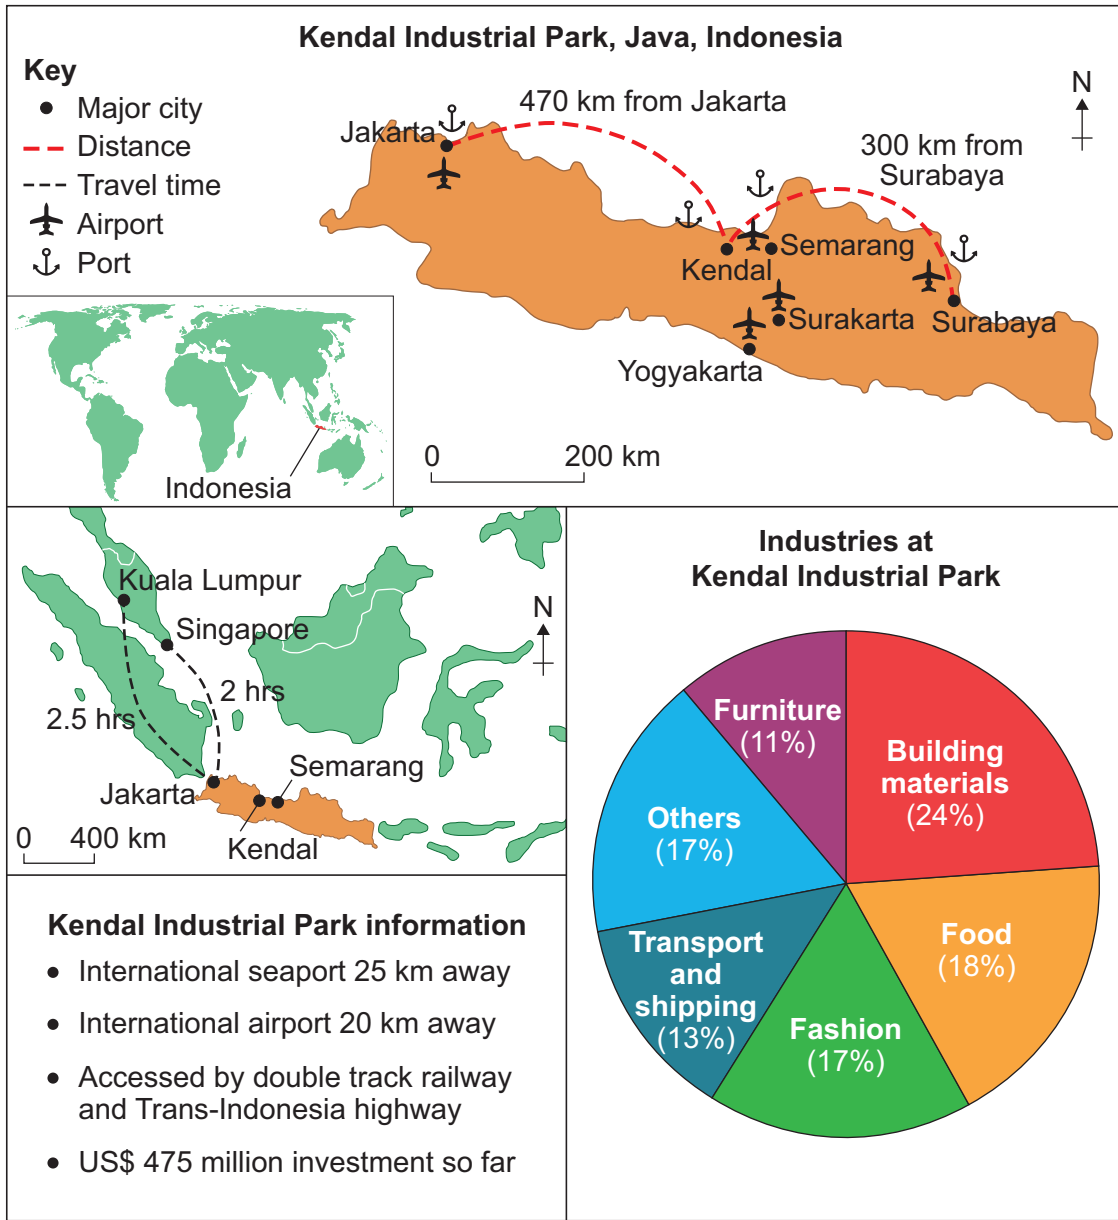 Kendal Industrial Park, Java, Indonesia
Key
Major city
Distance
Travel time
Airport
Port
N
470 km from Jakarta
Jakarta
300 km from
Surabaya
Semarang
Kendal
Surakarta
Surabaya
Yogyakarta
0 200 km
Indonesia
Kuala Lumpur
Singapore
N
2 hrs
2.5 hrs
Semarang
Jakarta
Kendal
0 400 km
Kendal Industrial Park information
• International seaport 25 km away
• International airport 20 km away
• Accessed by double track railway
and Trans-Indonesia highway
• US$ 475 million investment so far
Industries at
Kendal Industrial Park
Furniture
(11%)
Building
materials
(24%)
Others
(17%)
Food
(18%)
Transport
and
shipping
(13%)
Fashion
(17%)